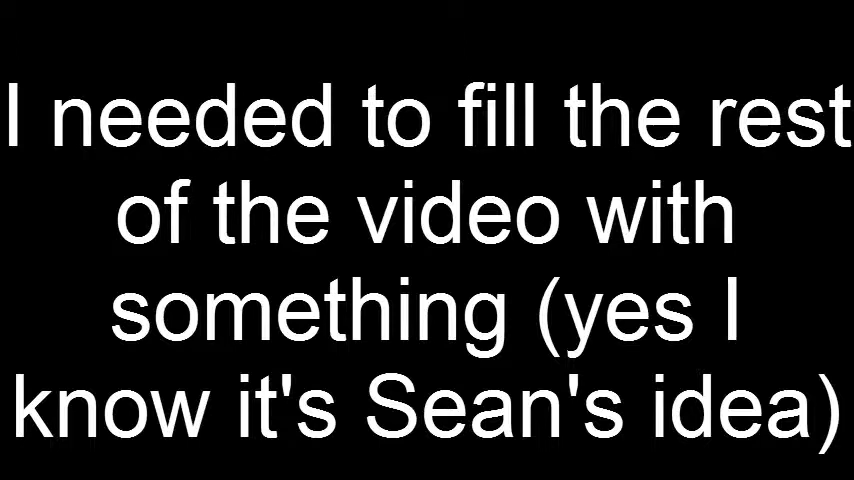 I needed to fill the rest
of the video with
something (yes I
know it's Sean's idea)